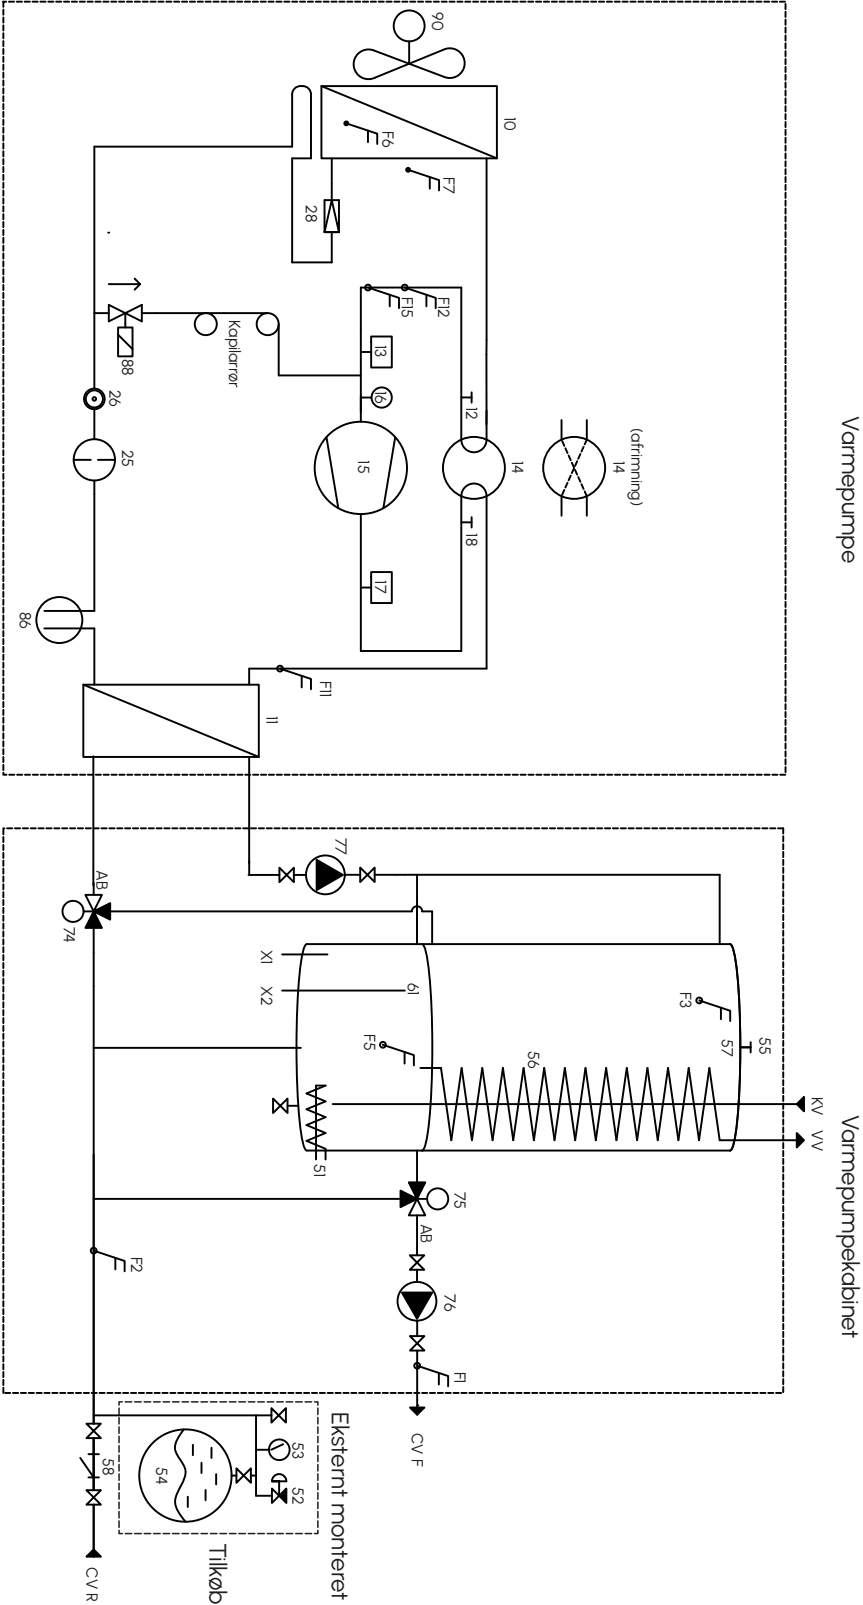 Varmepumpe
90
10
F6
F7
28
F15
F12
13
16
12
15
14
14
(afrimning)
88
Kapilarrør
26
25
18
17
86
F11
11
Varmepumpekabinet
77
AB
74
X1
X2
61
F5
F3
57
55
56
51
KV
VV
75
AB
76
F2
F1
CV F
Eksternt monteret
53
52
54
58
Tilkøb
CV R